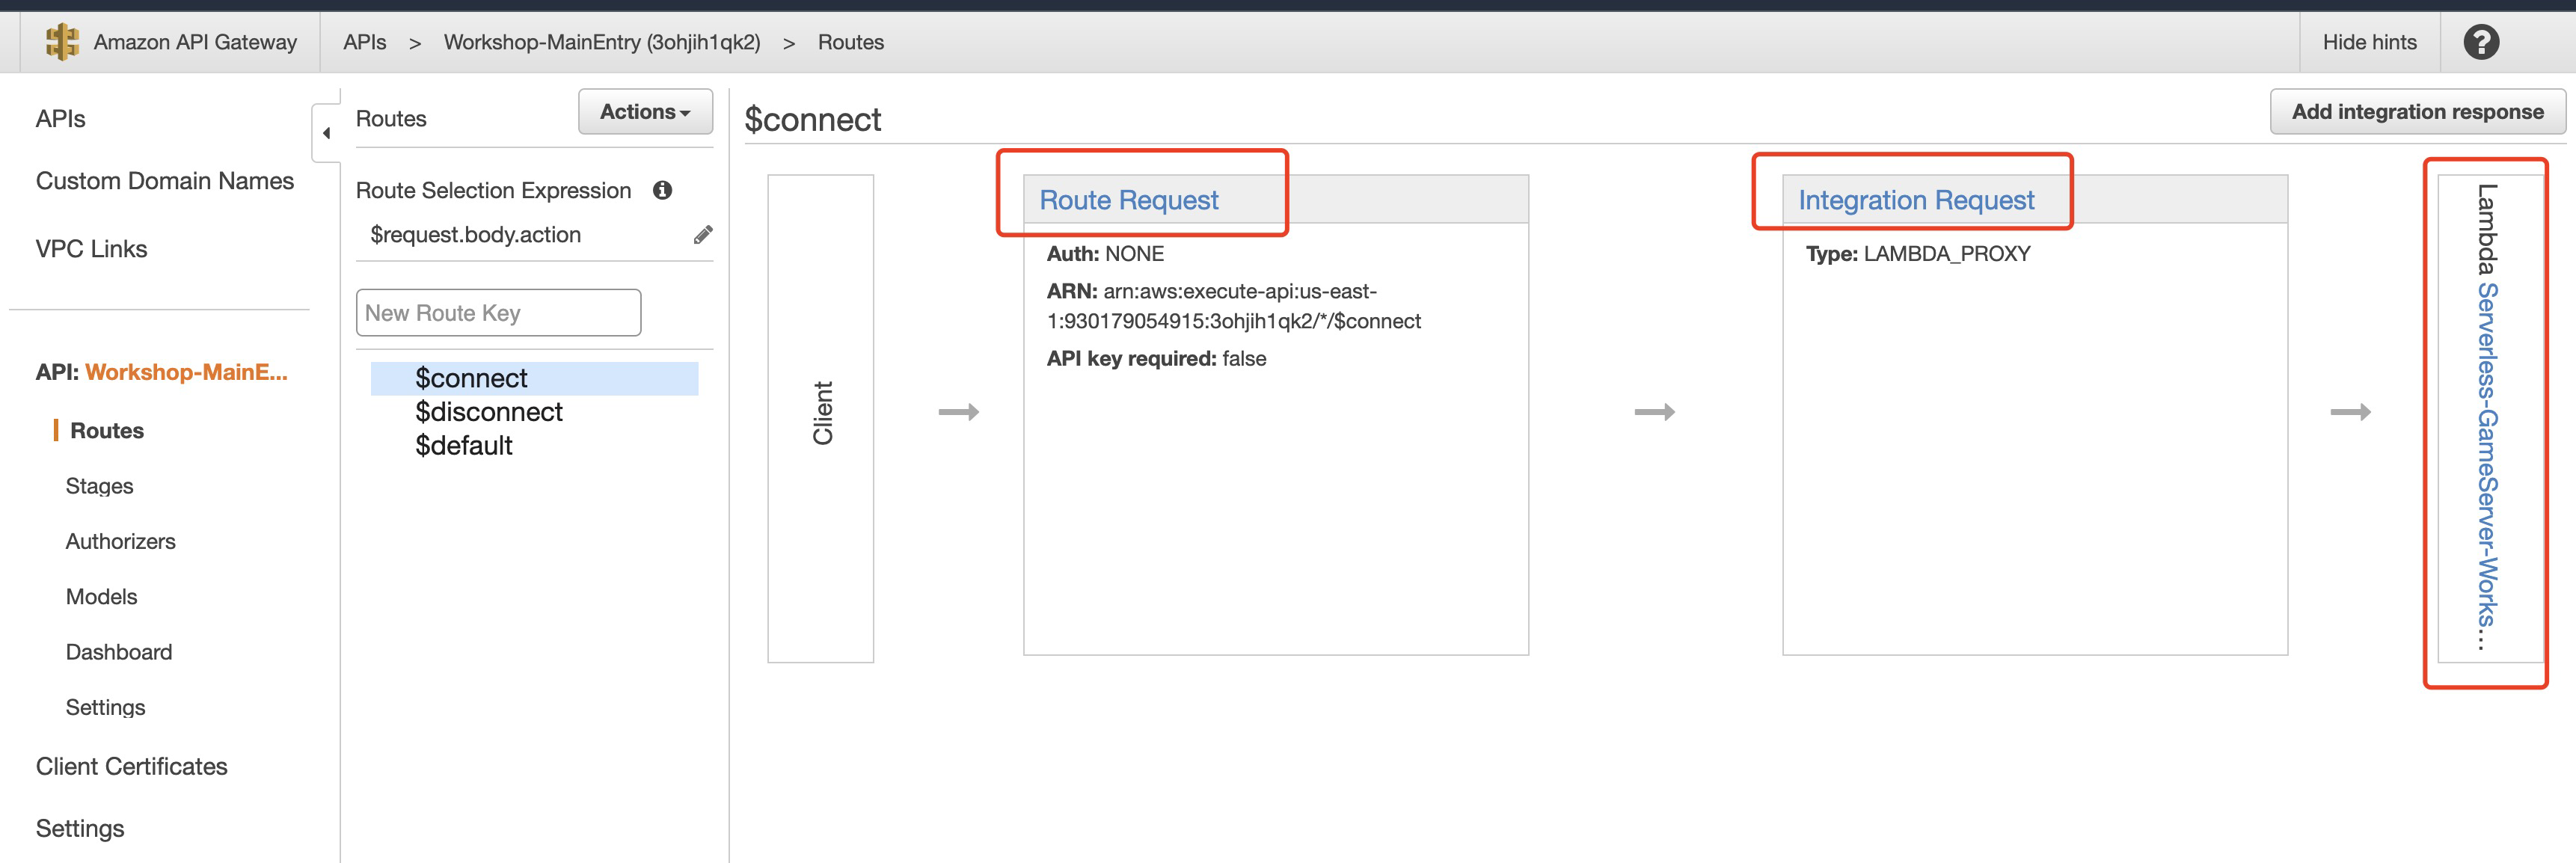 Amazon API Gateway
APIs > Workshop-MainEntry (3ohjih1qk2) > Routes
Hide hints
?
APIs
Custom Domain Names
VPC Links
API: Workshop-MainE...
Routes
Stages
Authorizers
Models
Dashboard
Settings
Client Certificates
Settings
Routes
Actions
Route Selection Expression
$request.body.action
New Route Key
$connect
$disconnect
$default
$connect
Add integration response
Client
Route Request
Auth: NONE
ARN: arn:aws:execute-api:us-east-
1:930179054915:3ohjih1qk2/*/$connect
API key required: false
Integration Request
Type: LAMBDA_PROXY
Lambda Serverless-GameServer-Works...